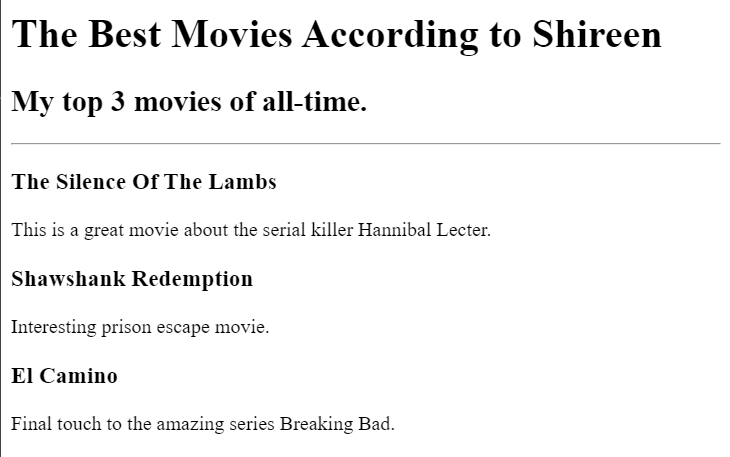 The Best Movies According to Shireen
My top 3 movies of all-time.
The Silence Of The Lambs
This is a great movie about the serial killer Hannibal Lecter.
Shawshank Redemption
Interesting prison escape movie.
El Camino
Final touch to the amazing series Breaking Bad.